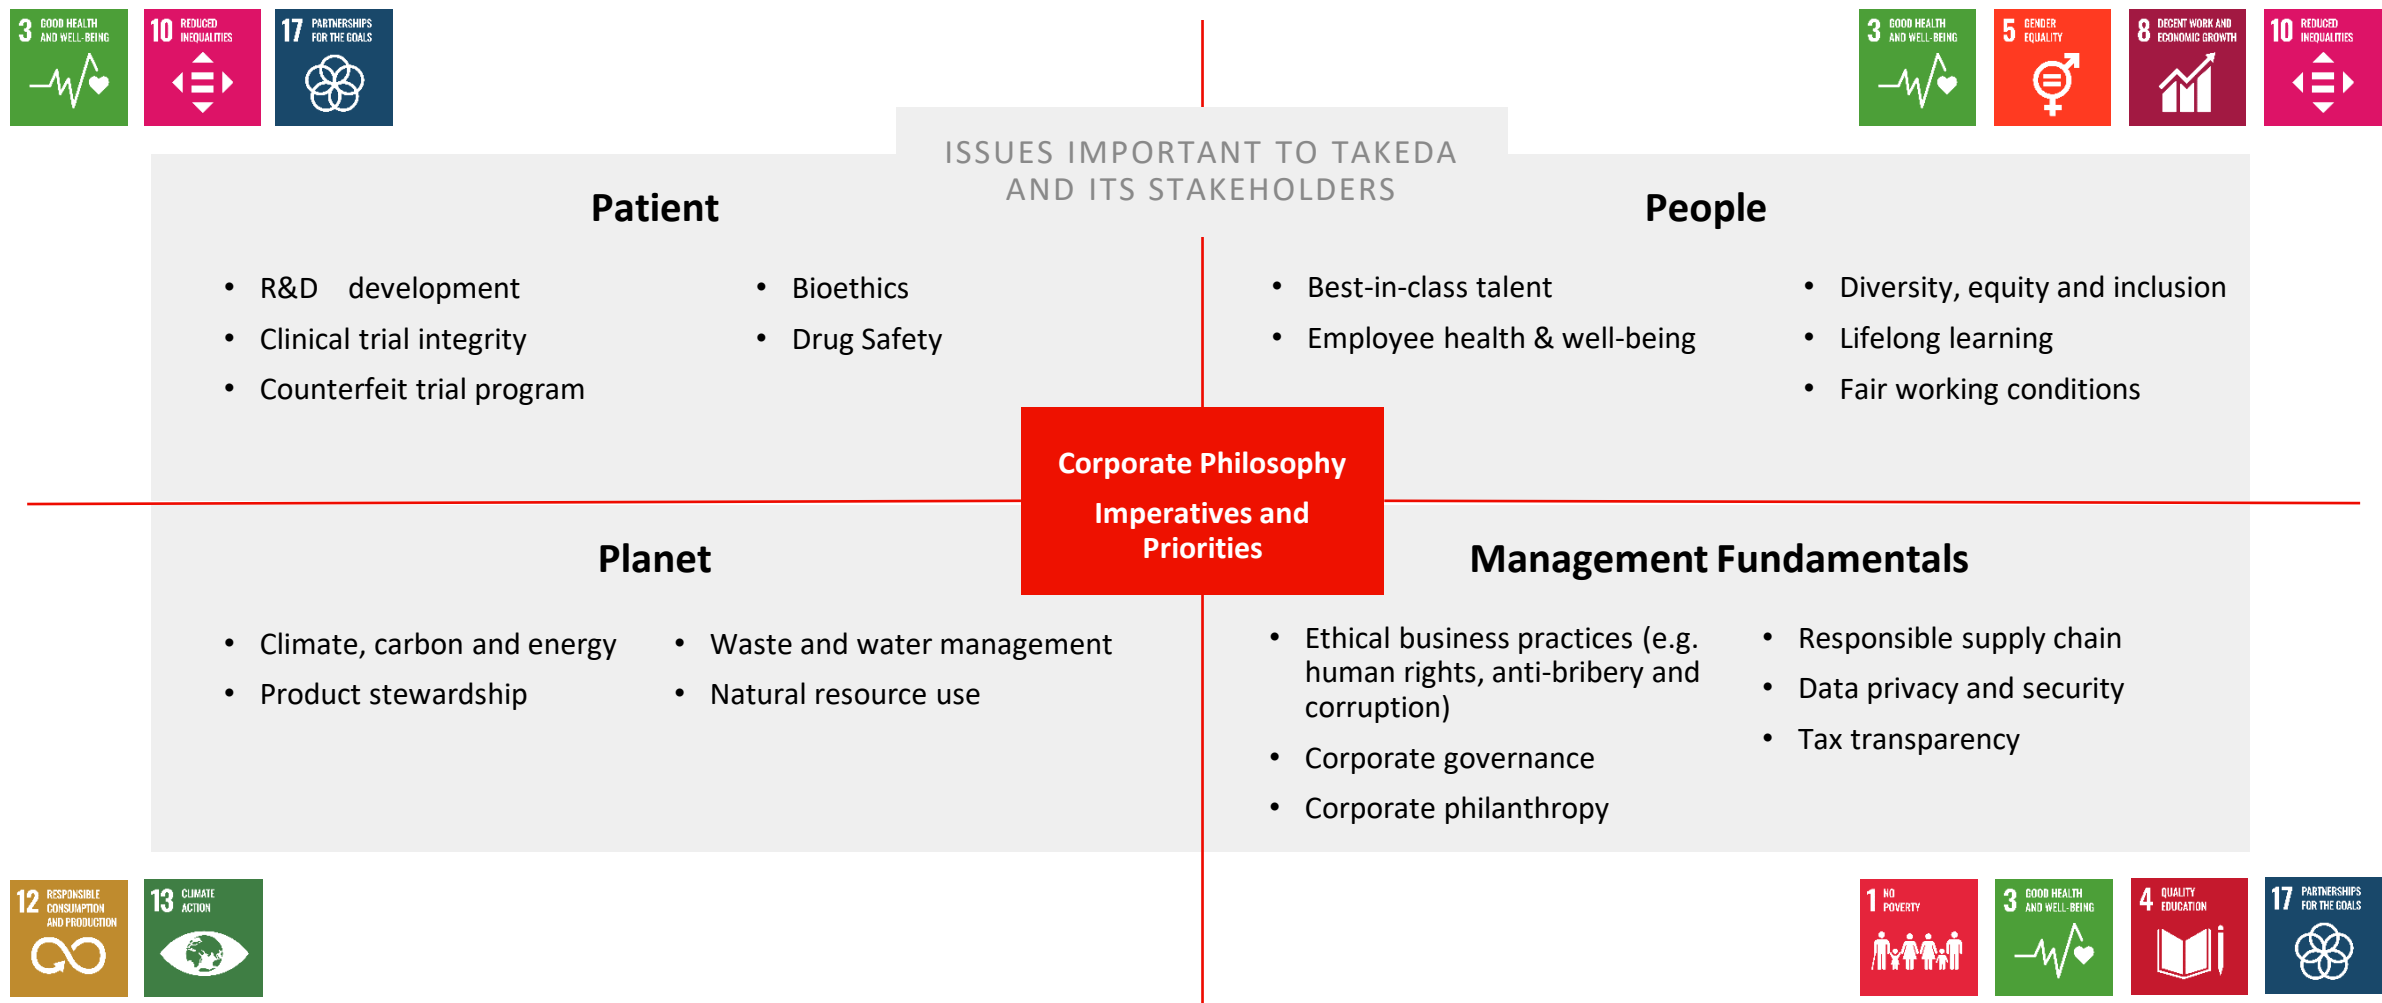 3 GOOD HEALTH
AND WELL-BEING
10 REDUCED
INEQUALITIES
17 PARTNERSHIPS
FOR THE GOALS
3 GOOD HEALTH
AND WELL-BEING
5 GENDER
EQUALITY
8 DECENT WORK AND
ECONOMIC GROWTH
10 REDUCED
INEQUALITIES
ISSUES IMPORTANT TO TAKEDA
AND ITS STAKEHOLDERS
Patient
• R&D development
• Clinical trial integrity
• Counterfeit trial program
• Bioethics
• Drug Safety
People
• Best-in-class talent
• Employee health & well-being
• Diversity, equity and inclusion
• Lifelong learning
• Fair working conditions
Corporate Philosophy
Imperatives and
Priorities
Planet
• Climate, carbon and energy
• Product stewardship
• Waste and water management
• Natural resource use
Management Fundamentals
• Ethical business practices (e.g.
human rights, anti-bribery and
corruption)
• Corporate governance
• Corporate philanthropy
• Responsible supply chain
• Data privacy and security
• Tax transparency
12 RESPONSIBLE
CONSUMPTION
AND PRODUCTION
13 CLIMATE
ACTION
1 NO
POVERTY
3 GOOD HEALTH
AND WELL-BEING
4 QUALITY
EDUCATION
17 PARTNERSHIPS
FOR THE GOALS